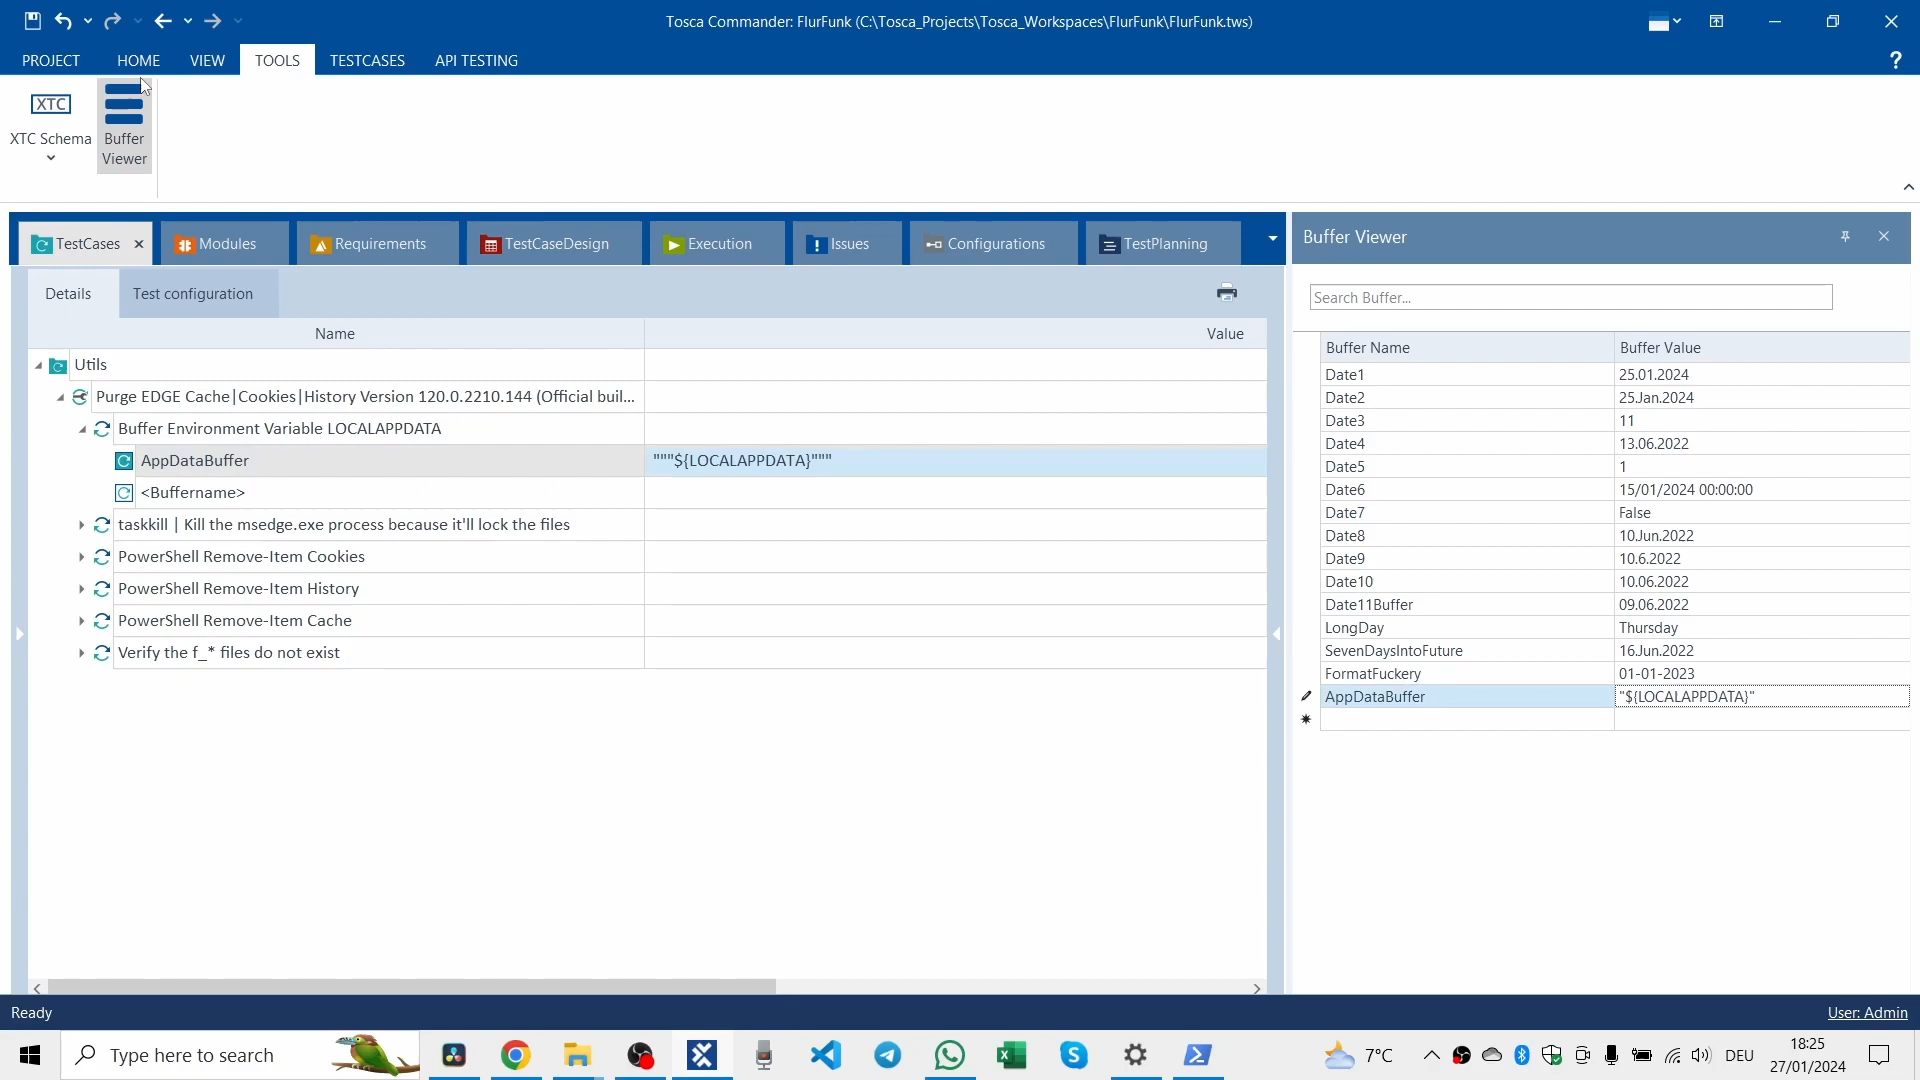 Tosca Commander: FlurFunk (C:\Tosca_Projects\Tosca_Workspaces\FlurFunk\FlurFunk.tws)
PROJECT HOME VIEW TOOLS TESTCASES API TESTING ?
XTC
XTC Schema
Buffer
Viewer
TestCases Modules Requirements TestCaseDesign Execution Issues Configurations TestPlanning
Details Test configuration
Name Value
Utils
Purge EDGE Cache|Cookies|History Version 120.0.2210.144 (Official buil...
Buffer Environment Variable LOCALAPPDATA
AppDataBuffer """${LOCALAPPDATA}"""
<Buffername>
taskkill | Kill the msedge.exe process because it'll lock the files
PowerShell Remove-Item Cookies
PowerShell Remove-Item History
PowerShell Remove-Item Cache
Verify the f_* files do not exist
Buffer Viewer
Search Buffer...
Buffer Name Buffer Value
Date1 25.01.2024
Date2 25.Jan.2024
Date3 11
Date4 13.06.2022
Date5 1
Date6 15/01/2024 00:00:00
Date7 False
Date8 10.Jun.2022
Date9 10.6.2022
Date10 10.06.2022
Date11Buffer 09.06.2022
LongDay Thursday
SevenDaysIntoFuture 16.Jun.2022
FormatFuckery 01-01-2023
AppDataBuffer "${LOCALAPPDATA}"
Ready User: Admin
Type here to search 7°C DEU
18:25
27/01/2024